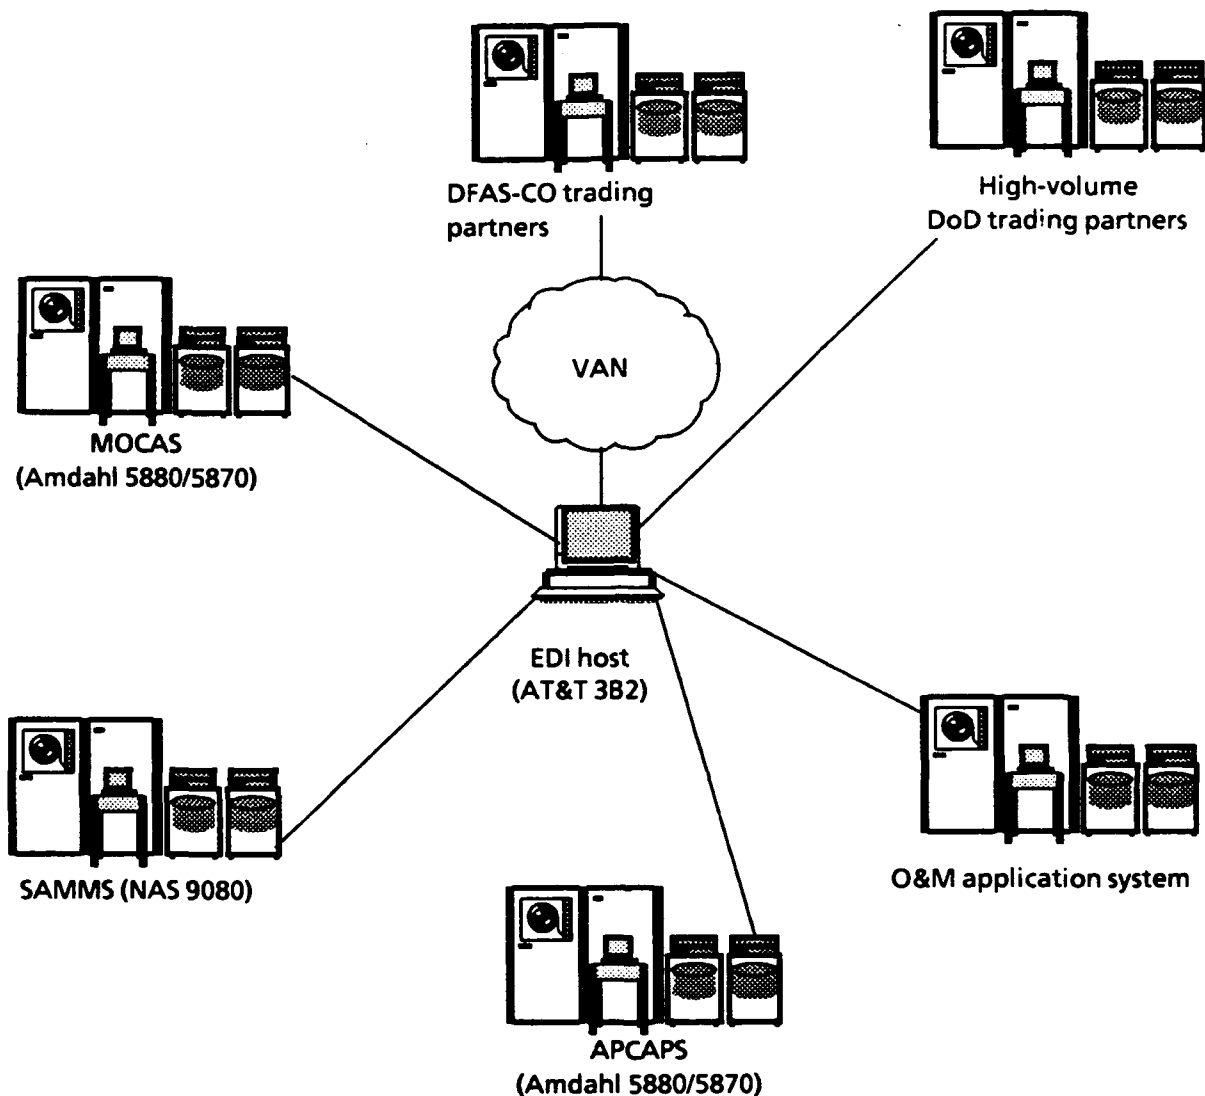 DFAS-CO trading
partners
High-volume
DoD trading partners
VAN
MOCAS
(Amdahl 5880/5870)
EDI host
(AT&T 3B2)
SAMMS (NAS 9080)
O&M application system
APCAPS
(Amdahl 5880/5870)